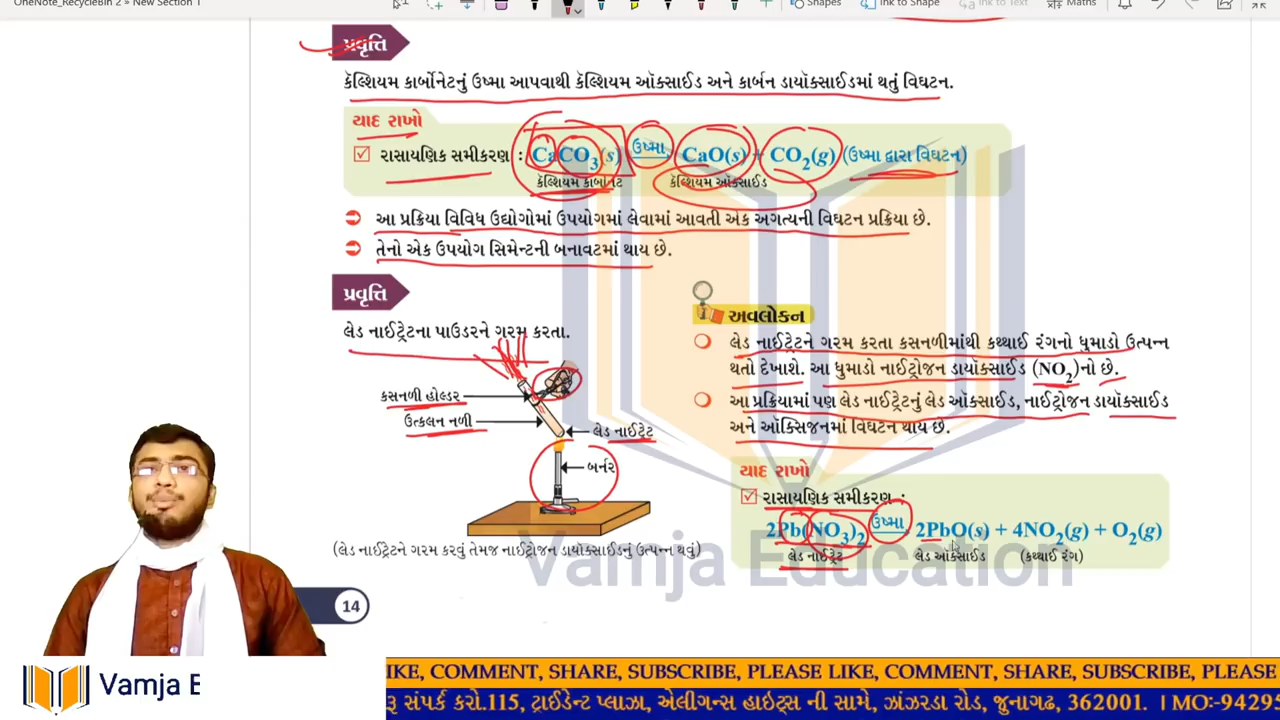 OneNote_RecycleBin 2 » New Section 1
Shapes
Ink to Shape
Ink to Text
Maths
પ્રવૃત્તિ
કૅલ્શિયમ કાર્બોનેટનું ઉષ્મા આપવાથી કૅલ્શિયમ ઑક્સાઈડ અને કાર્બન ડાયૉક્સાઈડમાં થતું વિઘટન.
યાદ રાખો
રાસાયણિક સમીકરણ : CaCO₃(s) ઉષ્મા CaO(s) + CO₂(g) (ઉષ્મા દ્વારા વિઘટન)
કૅલ્શિયમ કાર્બોનેટ કૅલ્શિયમ ઑક્સાઈડ
આ પ્રક્રિયા વિવિધ ઉદ્યોગોમાં ઉપયોગમાં લેવામાં આવતી એક અગત્યની વિઘટન પ્રક્રિયા છે.
તેનો એક ઉપયોગ સિમેન્ટની બનાવટમાં થાય છે.
પ્રવૃત્તિ
લેડ નાઈટ્રેટના પાઉડરને ગરમ કરતા.
કસનળી હોલ્ડર
ઉત્કલન નળી
લેડ નાઈટ્રેટ
બર્નર
(લેડ નાઈટ્રેટને ગરમ કરવું તેમજ નાઈટ્રોજન ડાયૉક્સાઈડનું ઉત્પન્ન થવું)
અવલોકન
લેડ નાઈટ્રેટને ગરમ કરતા કસનળીમાંથી કથ્થાઈ રંગનો ધુમાડો ઉત્પન્ન
થતો દેખાશે. આ ધુમાડો નાઈટ્રોજન ડાયૉક્સાઈડ (NO₂)નો છે.
આ પ્રક્રિયામાં પણ લેડ નાઈટ્રેટનું લેડ ઑક્સાઈડ, નાઈટ્રોજન ડાયૉક્સાઈડ
અને ઑક્સિજનમાં વિઘટન થાય છે.
યાદ રાખો
રાસાયણિક સમીકરણ :
2Pb(NO₃)₂ ઉષ્મા 2PbO(s) + 4NO₂(g) + O₂(g)
લેડ નાઈટ્રેટ લેડ ઑક્સાઈડ (કથ્થાઈ રંગ)
Vamja Education
14
Vamja E
IKE, COMMENT, SHARE, SUBSCRIBE, PLEASE LIKE, COMMENT, SHARE, SUBSCRIBE, PLEASE
રૂ સંપર્ક કરો.115, ટ્રાઈડેન્ટ પ્લાઝા, એલીગન્સ હાઇટ્સ ની સામે, ઝાંઝરડા રોડ, જુનાગઢ, 362001. | MO:-9429